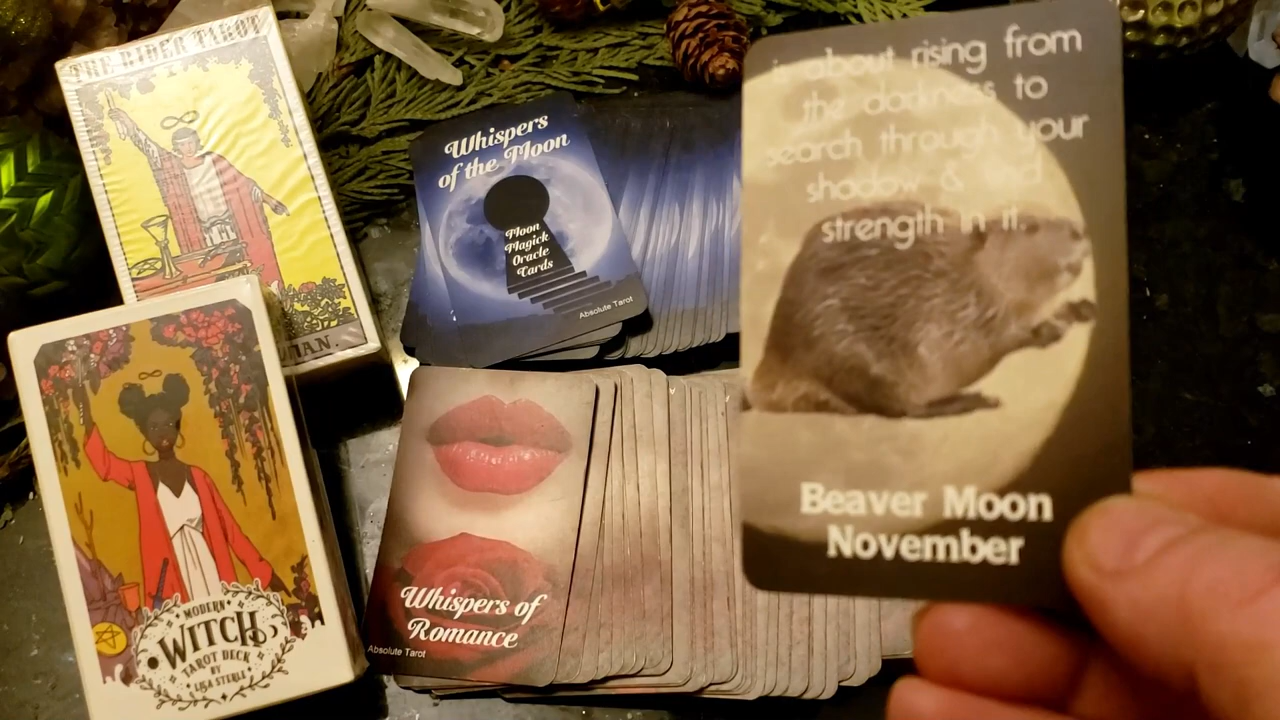 THE RIDER TAROT
I
MODERN
WITCH
TAROT DECK
BY
LISA STERLE
Whispers
of the Moon
Moon
Magick
Oracle
Cards
Absolute Tarot
Whispers of
Romance
Absolute Tarot
is about rising from
the darkness to
search through your
shadow &
strength in it.
Beaver Moon
November